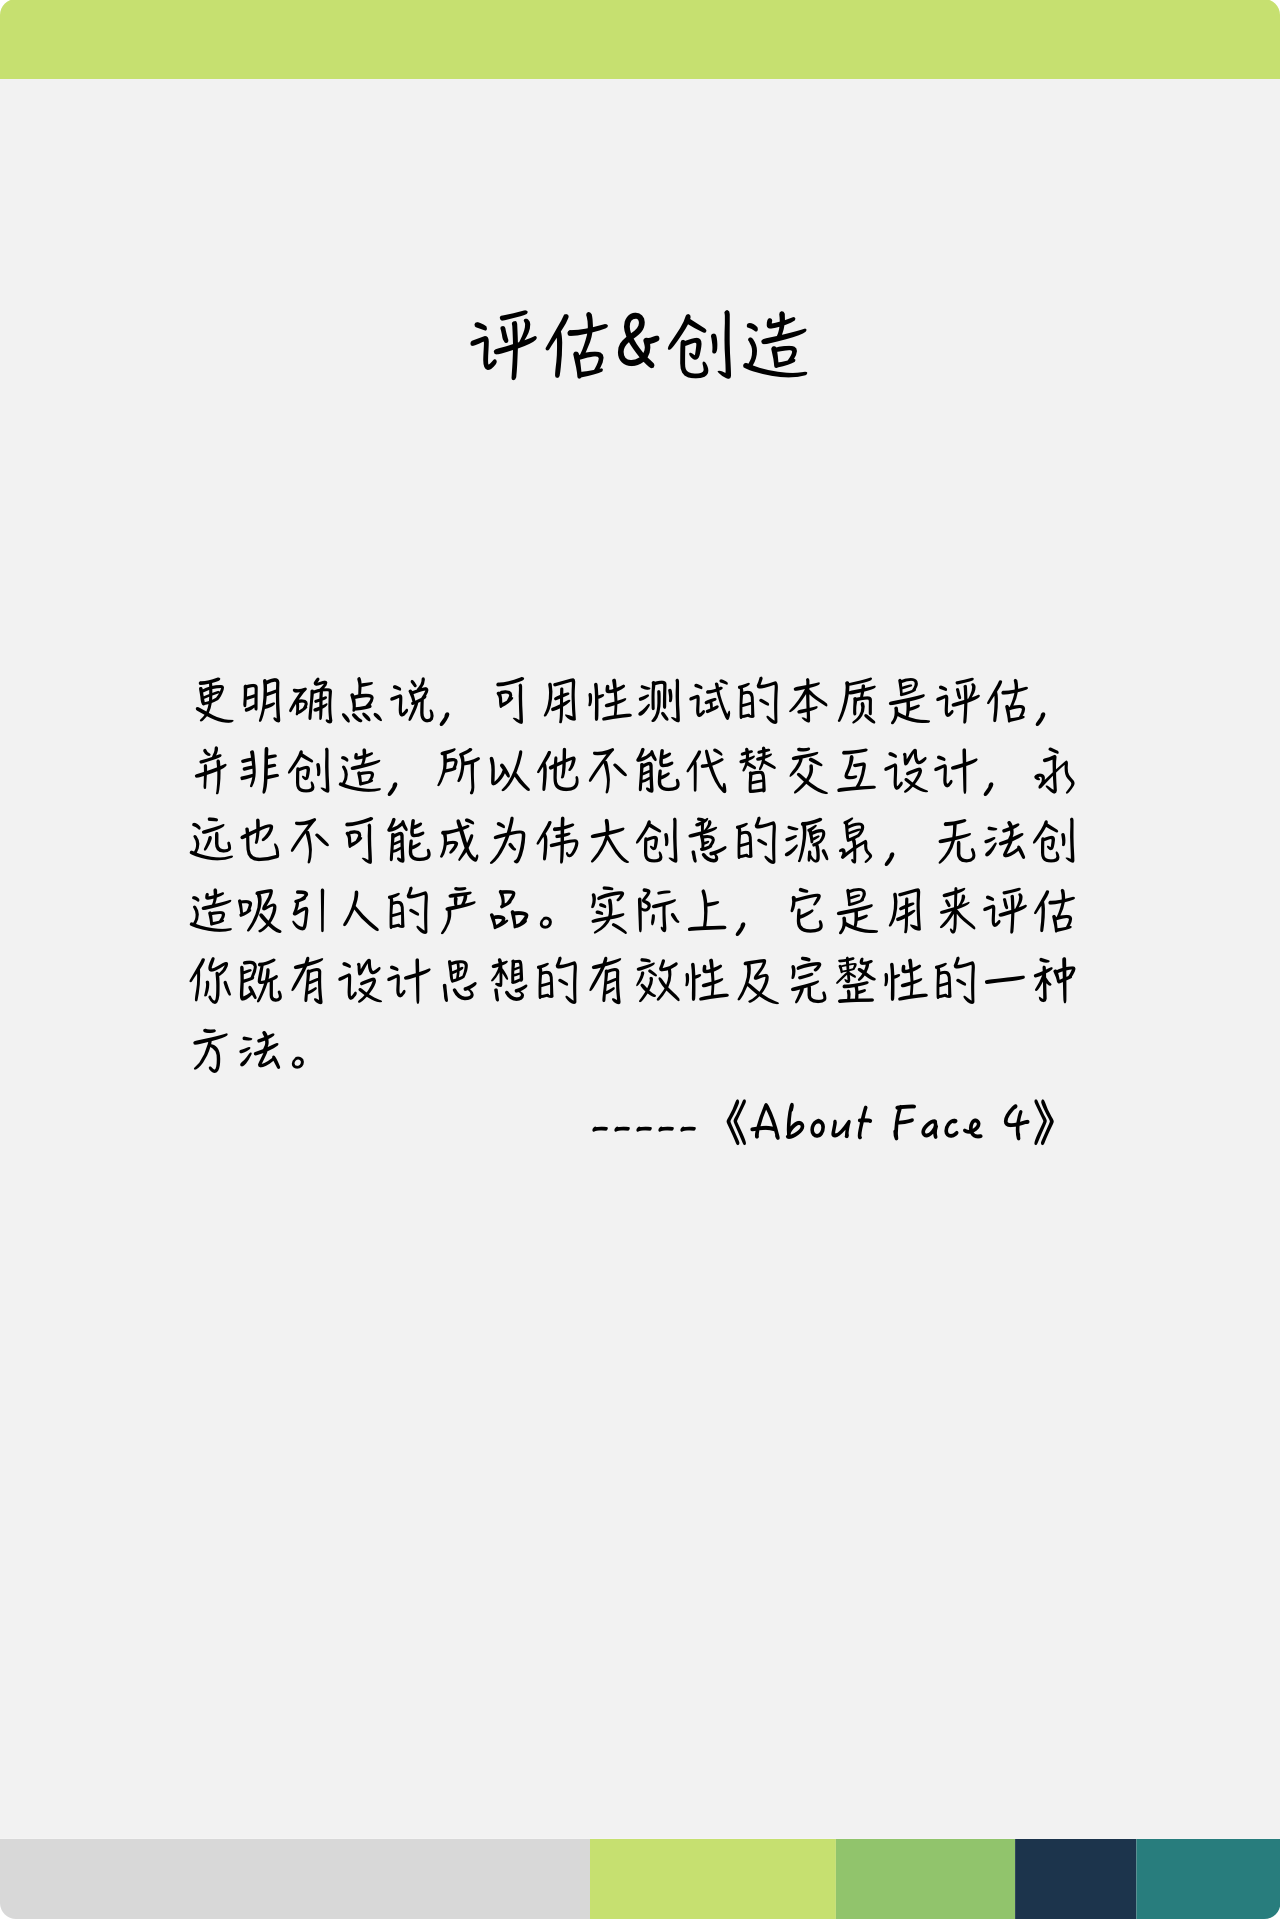 评估&创造
更明确点说，可用性测试的本质是评估，
并非创造，所以他不能代替交互设计，永
远也不可能成为伟大创意的源泉，无法创
造吸引人的产品。实际上，它是用来评估
你既有设计思想的有效性及完整性的一种
方法。
-----《About Face 4》